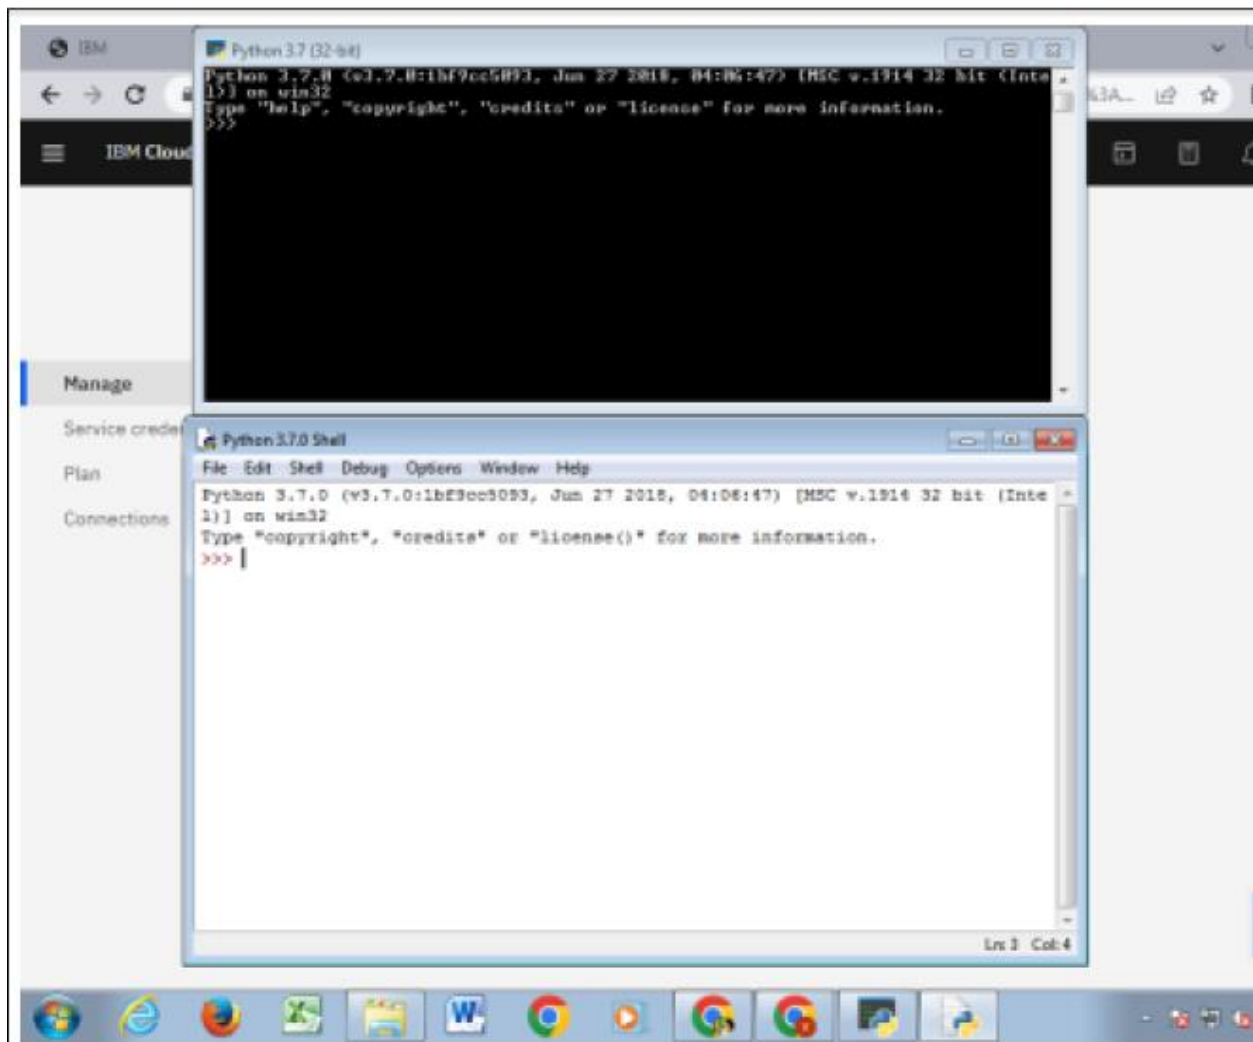 IBM
Python 3.7 (32-bit)
Python 3.7.0 (v3.7.0:1bf9cc5093, Jun 27 2018, 04:06:47) [MSC v.1914 32 bit (Inte
l)] on win32
Type "help", "copyright", "credits" or "license" for more information.
>>>
IBM Cloud
Manage
Service crede
Plan
Connections
Python 3.7.0 Shell
File Edit Shell Debug Options Window Help
Python 3.7.0 (v3.7.0:1bf9cc5093, Jun 27 2018, 04:06:47) [MSC v.1914 32 bit (Inte
l)] on win32
Type "copyright", "credits" or "license()" for more information.
>>>
Ln: 3 Col: 4